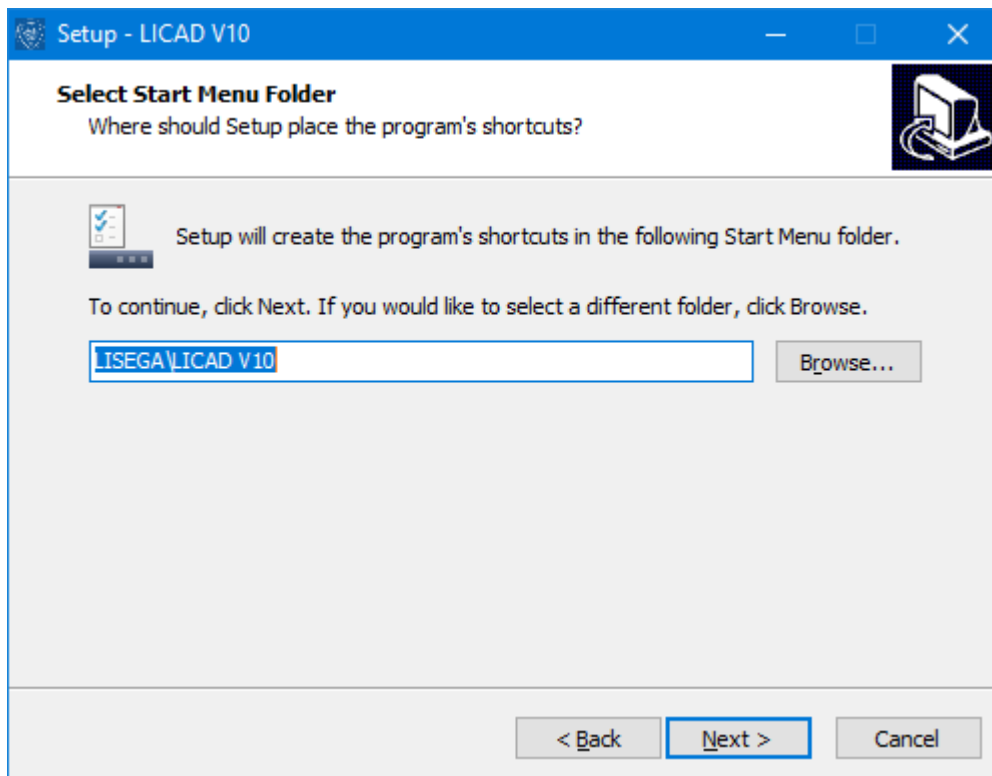 Setup - LICAD V10
Select Start Menu Folder
Where should Setup place the program's shortcuts?
Setup will create the program's shortcuts in the following Start Menu folder.
To continue, click Next. If you would like to select a different folder, click Browse.
LISEGA\LICAD V10
Browse...
< Back
Next >
Cancel